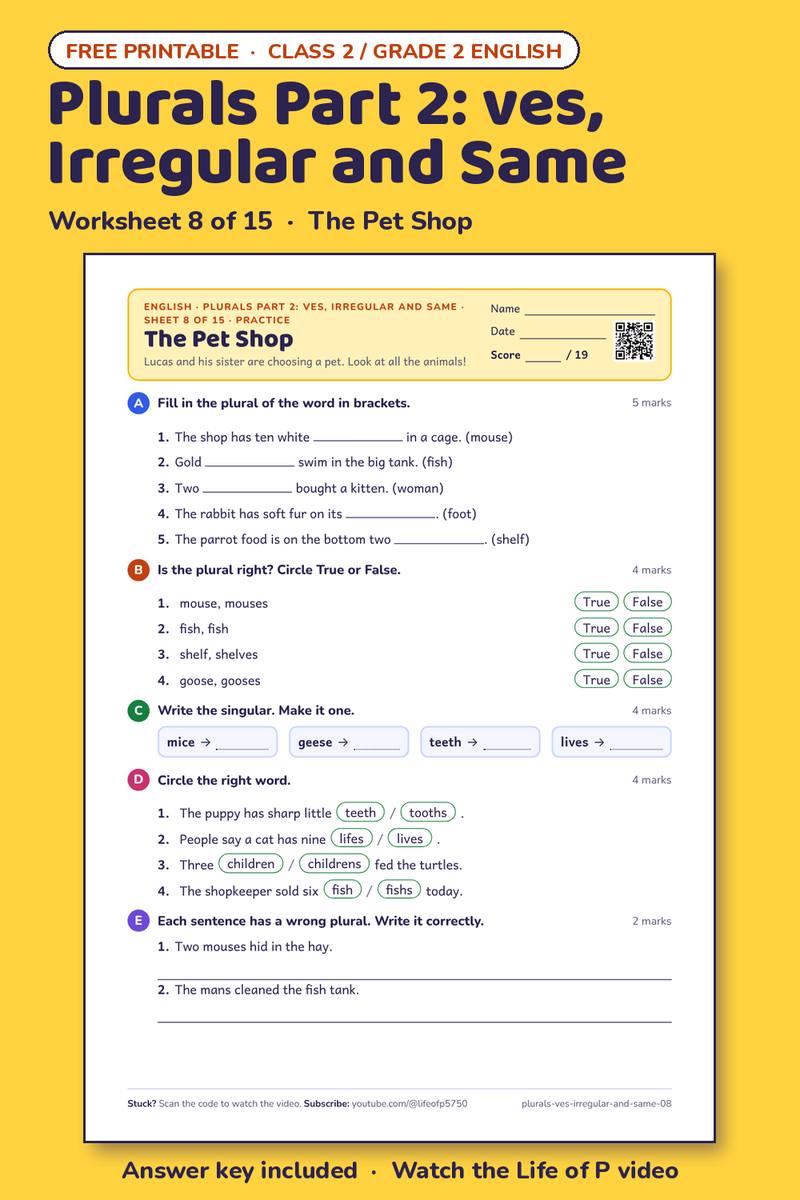 FREE PRINTABLE · CLASS 2 / GRADE 2 ENGLISH
Plurals Part 2: ves,
Irregular and Same
Worksheet 8 of 15 · The Pet Shop
ENGLISH · PLURALS PART 2: VES, IRREGULAR AND SAME ·
SHEET 8 OF 15 · PRACTICE
The Pet Shop
Lucas and his sister are choosing a pet. Look at all the animals!
Name ____
Date ____
Score ____ / 19
A Fill in the plural of the word in brackets. 5 marks
1. The shop has ten white ____ in a cage. (mouse)
2. Gold ____ swim in the big tank. (fish)
3. Two ____ bought a kitten. (woman)
4. The rabbit has soft fur on its ____. (foot)
5. The parrot food is on the bottom two ____. (shelf)
B Is the plural right? Circle True or False. 4 marks
1. mouse, mouses True False
2. fish, fish True False
3. shelf, shelves True False
4. goose, gooses True False
C Write the singular. Make it one. 4 marks
mice → ____ geese → ____ teeth → ____ lives → ____
D Circle the right word. 4 marks
1. The puppy has sharp little teeth / tooths .
2. People say a cat has nine lifes / lives .
3. Three children / childrens fed the turtles.
4. The shopkeeper sold six fish / fishs today.
E Each sentence has a wrong plural. Write it correctly. 2 marks
1. Two mouses hid in the hay.
2. The mans cleaned the fish tank.
Stuck? Scan the code to watch the video. Subscribe: youtube.com/@lifeofp5750 plurals-ves-irregular-and-same-08
Answer key included · Watch the Life of P video